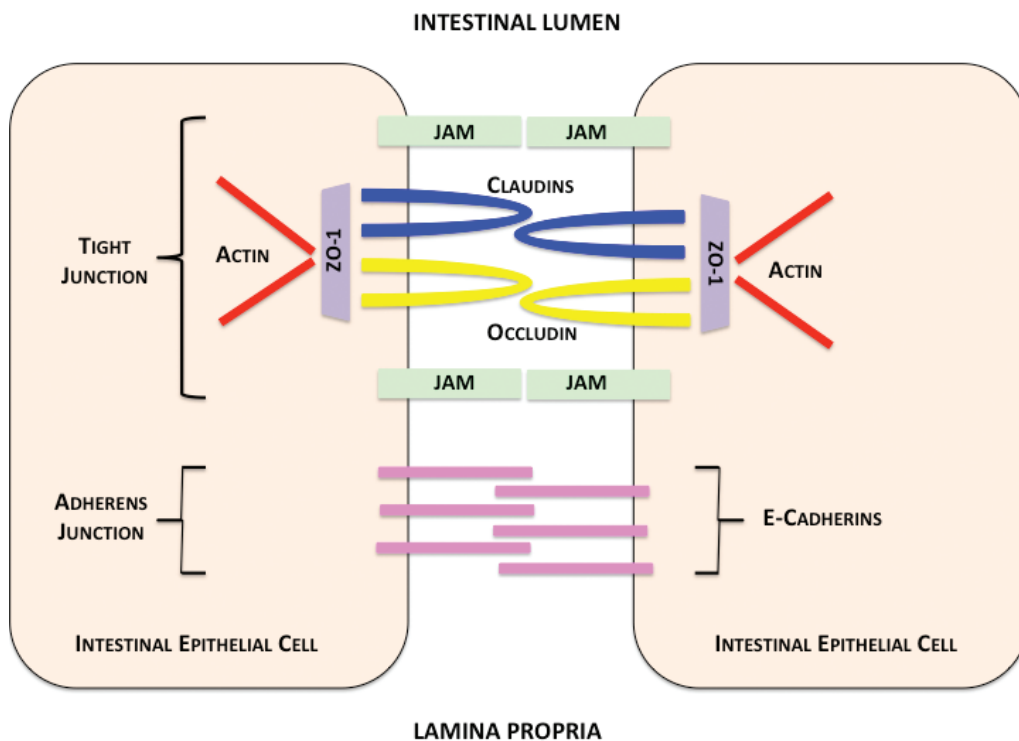 INTESTINAL LUMEN
JAM JAM
CLAUDINS
ZO-1
ZO-1
TIGHT
JUNCTION
ACTIN
ACTIN
OCCLUDIN
JAM JAM
ADHERENS
JUNCTION
E-CADHERINS
INTESTINAL EPITHELIAL CELL
INTESTINAL EPITHELIAL CELL
LAMINA PROPRIA